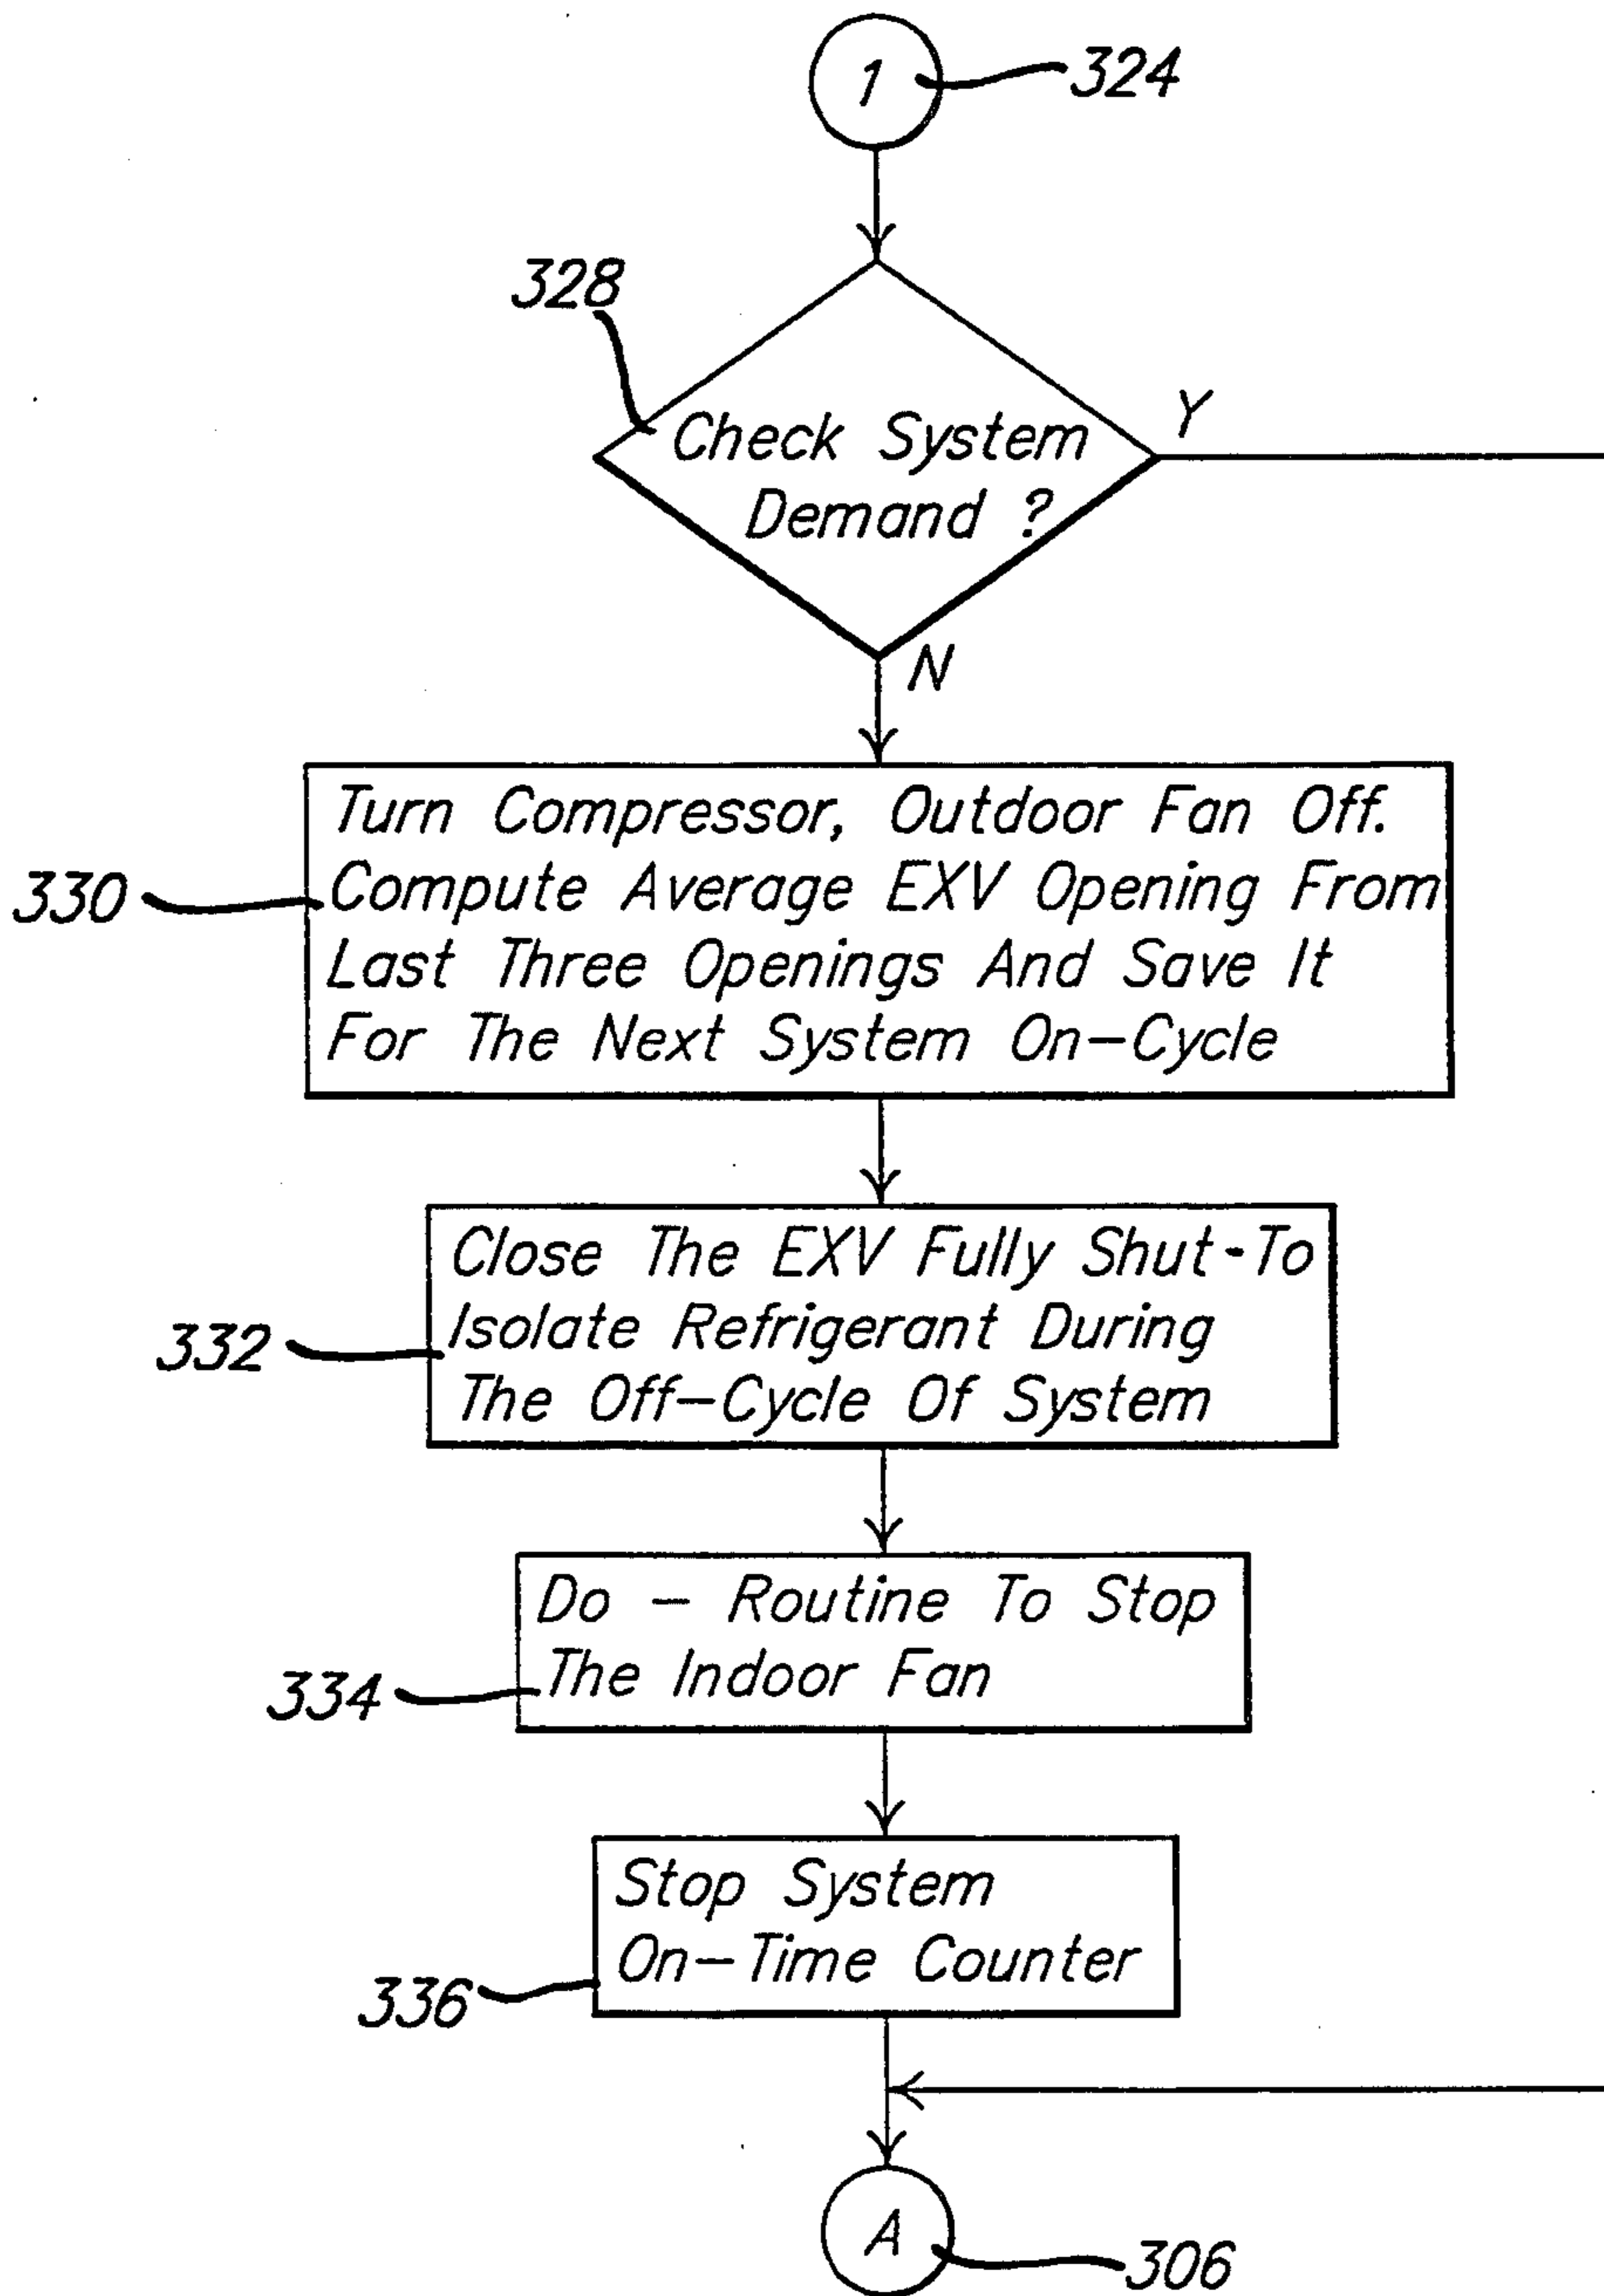 1
324
328
Check System
Demand ?
Y
N
330
Turn Compressor, Outdoor Fan Off.
Compute Average EXV Opening From
Last Three Openings And Save It
For The Next System On-Cycle
332
Close The EXV Fully Shut-To
Isolate Refrigerant During
The Off-Cycle Of System
334
Do - Routine To Stop
The Indoor Fan
336
Stop System
On-Time Counter
A
306